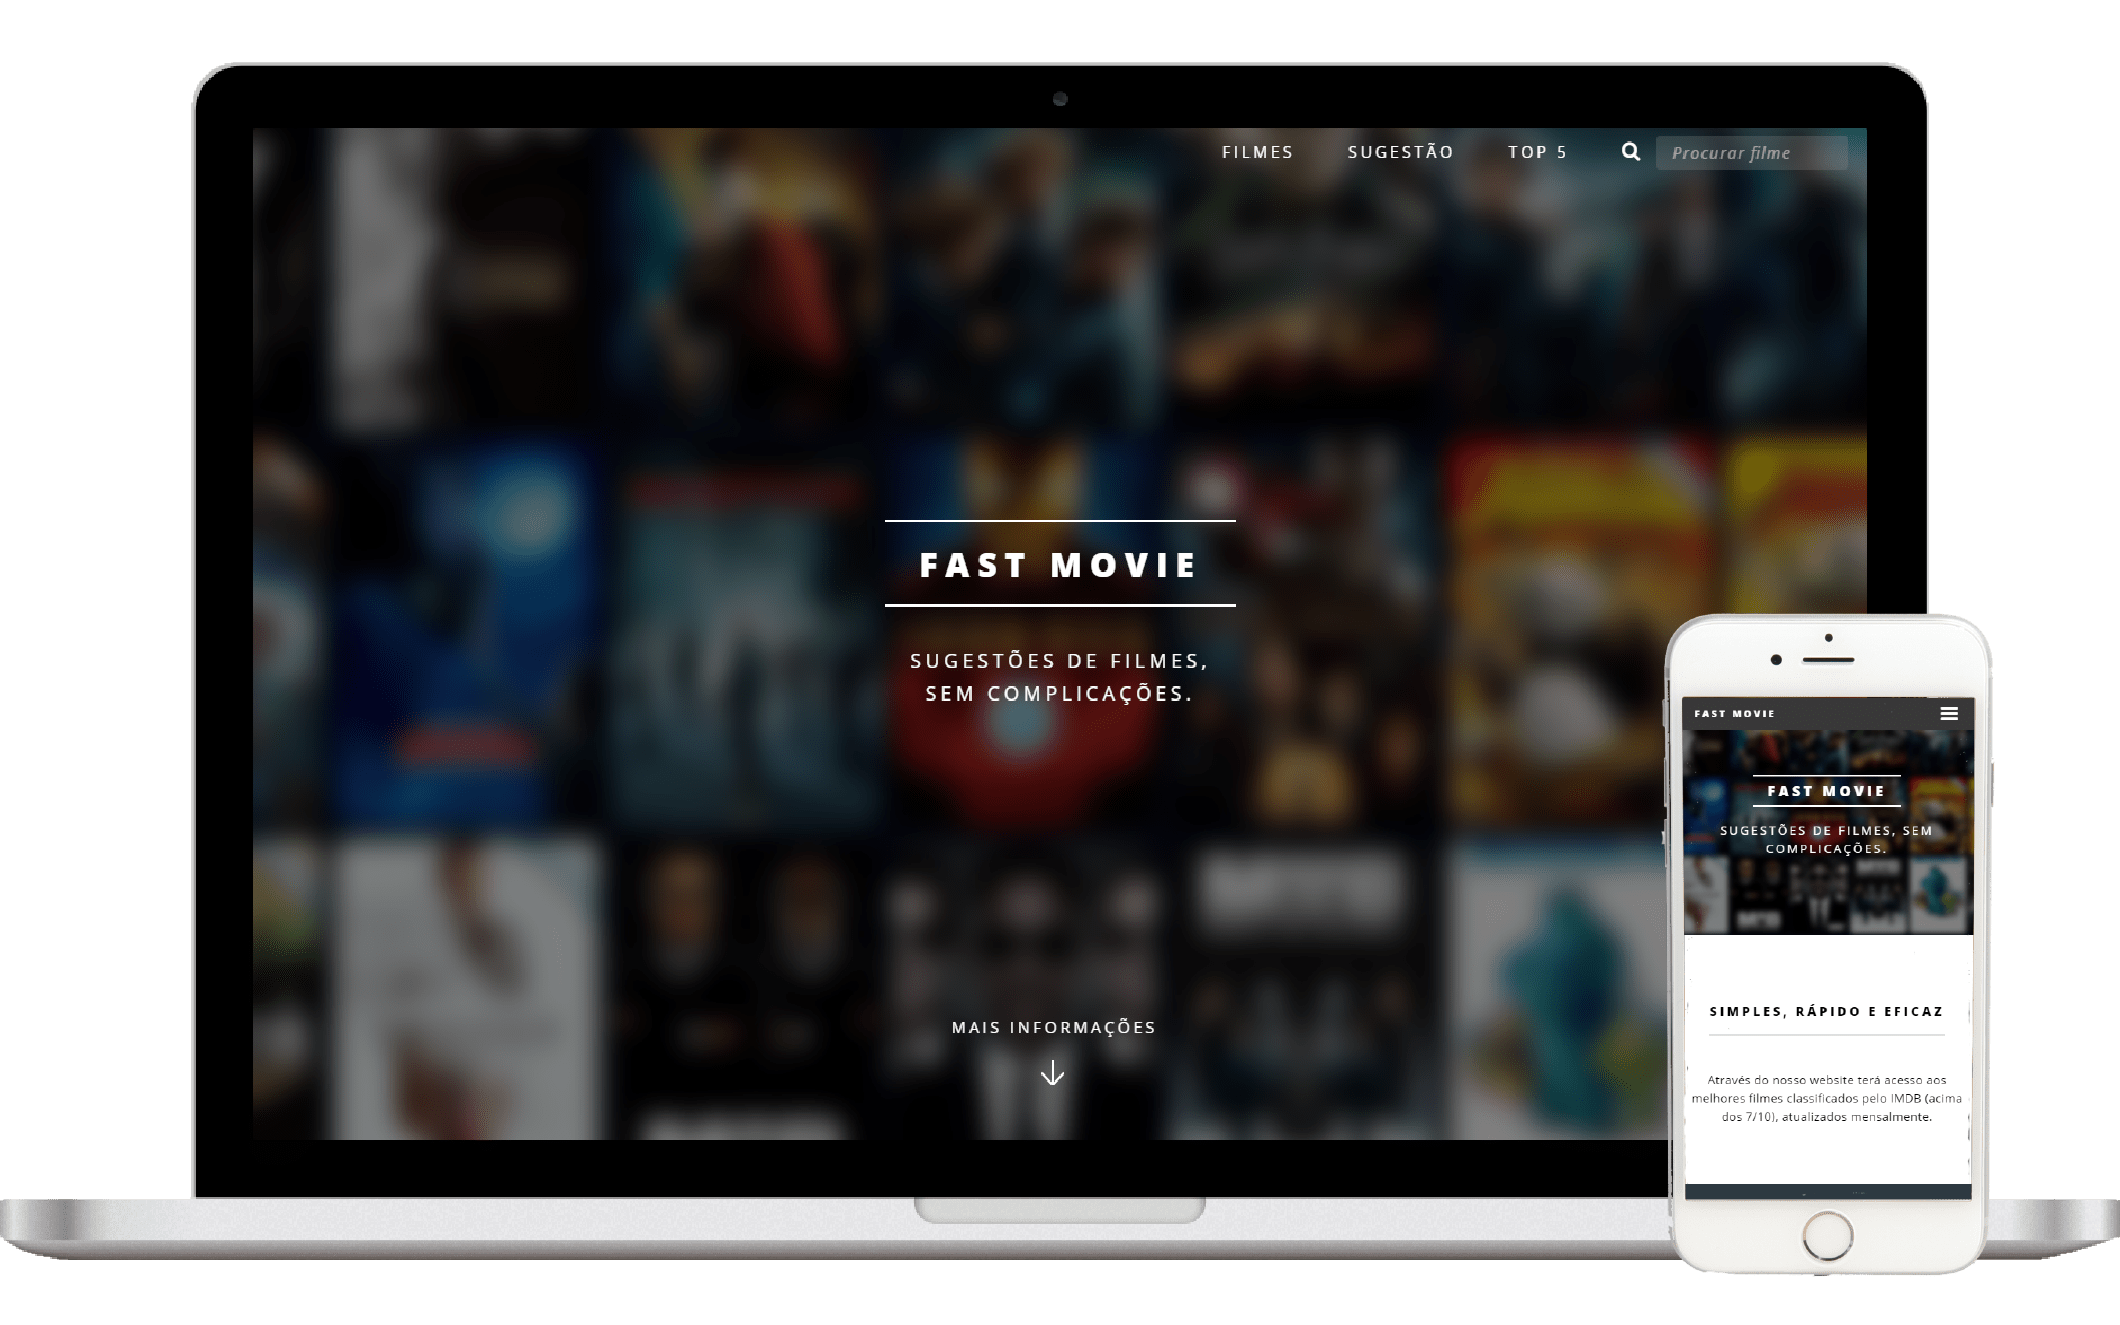 FILMES SUGESTÃO TOP 5 Procurar filme
FAST MOVIE
SUGESTÕES DE FILMES,
SEM COMPLICAÇÕES.
MAIS INFORMAÇÕES
FAST MOVIE
FAST MOVIE
SUGESTÕES DE FILMES, SEM
COMPLICAÇÕES.
SIMPLES, RÁPIDO E EFICAZ
Através do nosso website terá acesso aos
melhores filmes classificados pelo IMDB (acima
dos 7/10), atualizados mensalmente.